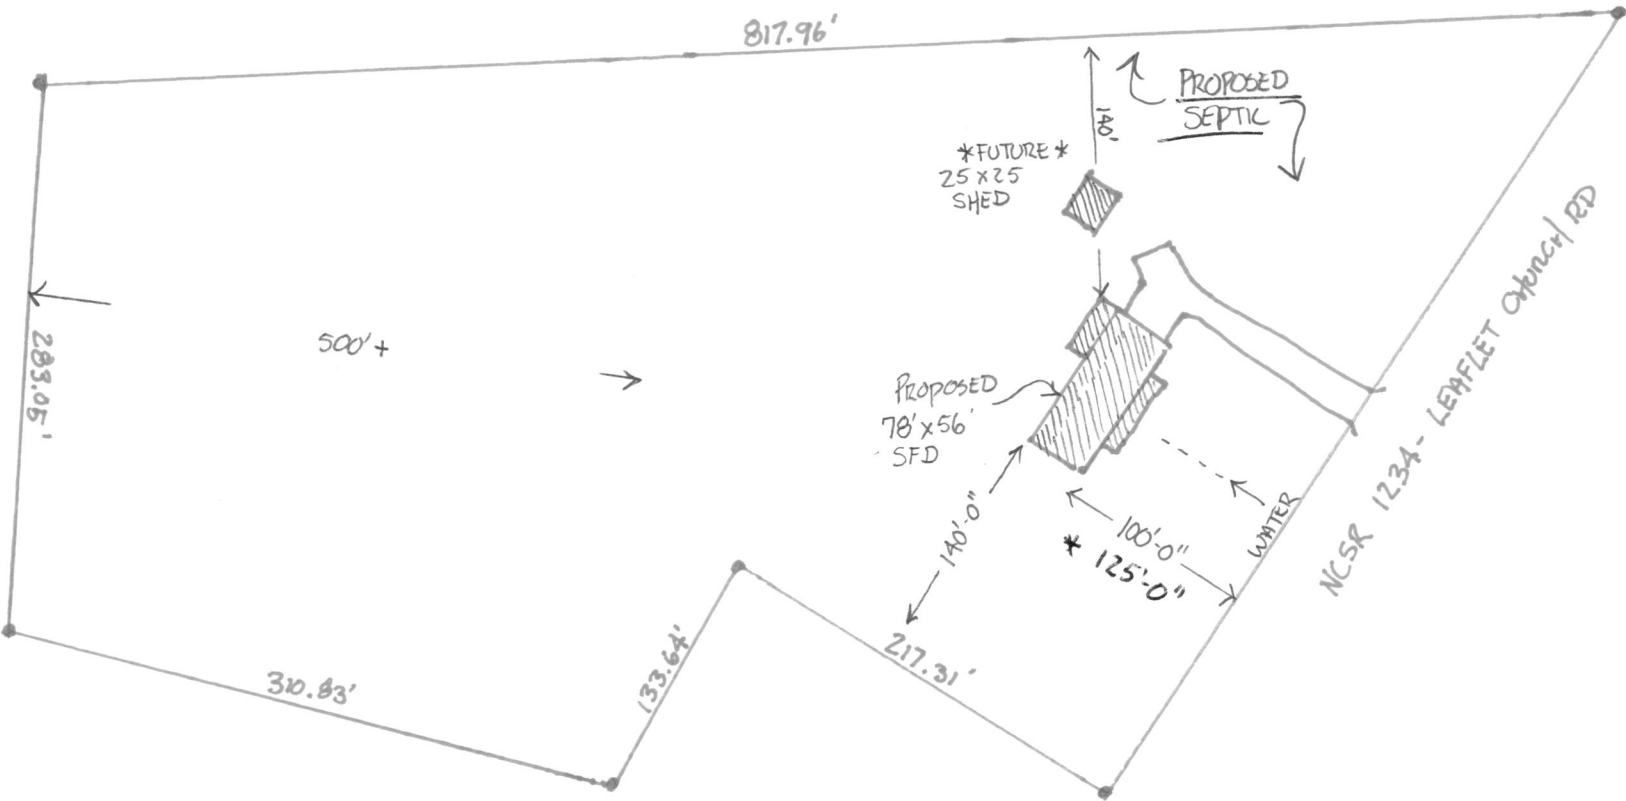 817.96'
PROPOSED
SEPTIC
140'
*FUTURE*
25 x 25
SHED
283.05'
500'+
PROPOSED
78' x 56'
SFD
140'-0"
100'-0"
* 125'-0"
WATER
NCSR 1234 - LEAFLET CHURCH RD
217.31'
133.64'
310.83'